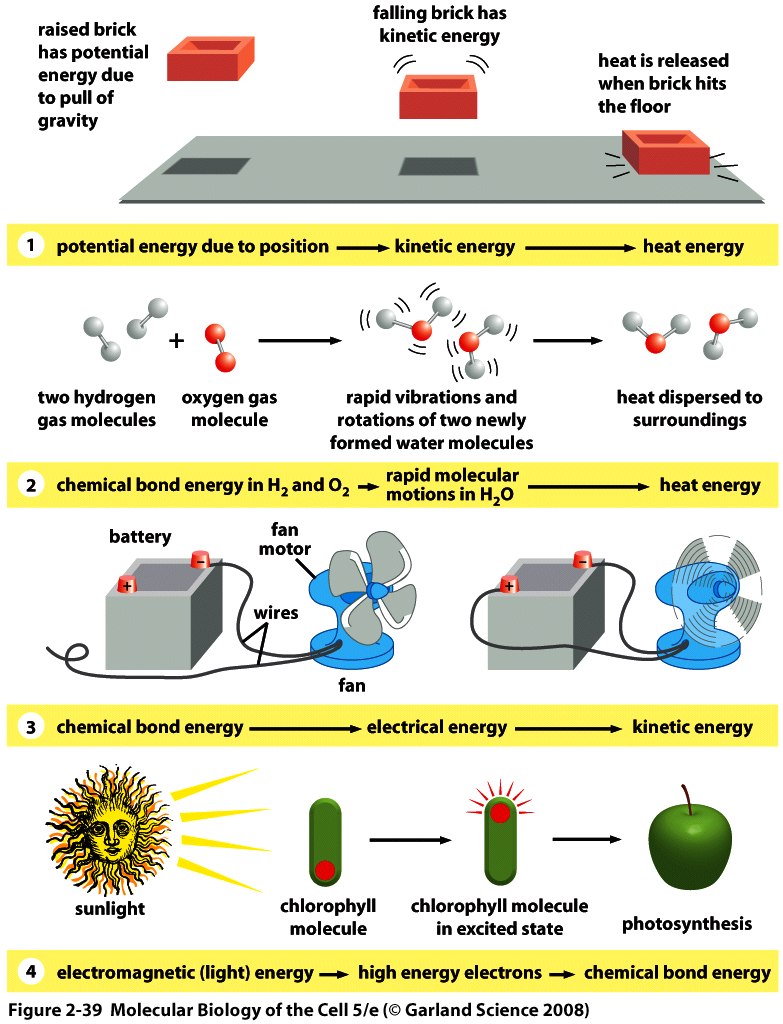 raised brick
has potential
energy due
to pull of
gravity
falling brick has
kinetic energy
heat is released
when brick hits
the floor
1 potential energy due to position → kinetic energy → heat energy
+
two hydrogen
gas molecules
oxygen gas
molecule
rapid vibrations and
rotations of two newly
formed water molecules
heat dispersed to
surroundings
2 chemical bond energy in H₂ and O₂ → rapid molecular
motions in H₂O → heat energy
battery
fan
motor
+
–
wires
fan
+
–
3 chemical bond energy → electrical energy → kinetic energy
sunlight
chlorophyll
molecule
chlorophyll molecule
in excited state
photosynthesis
4 electromagnetic (light) energy → high energy electrons → chemical bond energy
Figure 2-39 Molecular Biology of the Cell 5/e (© Garland Science 2008)